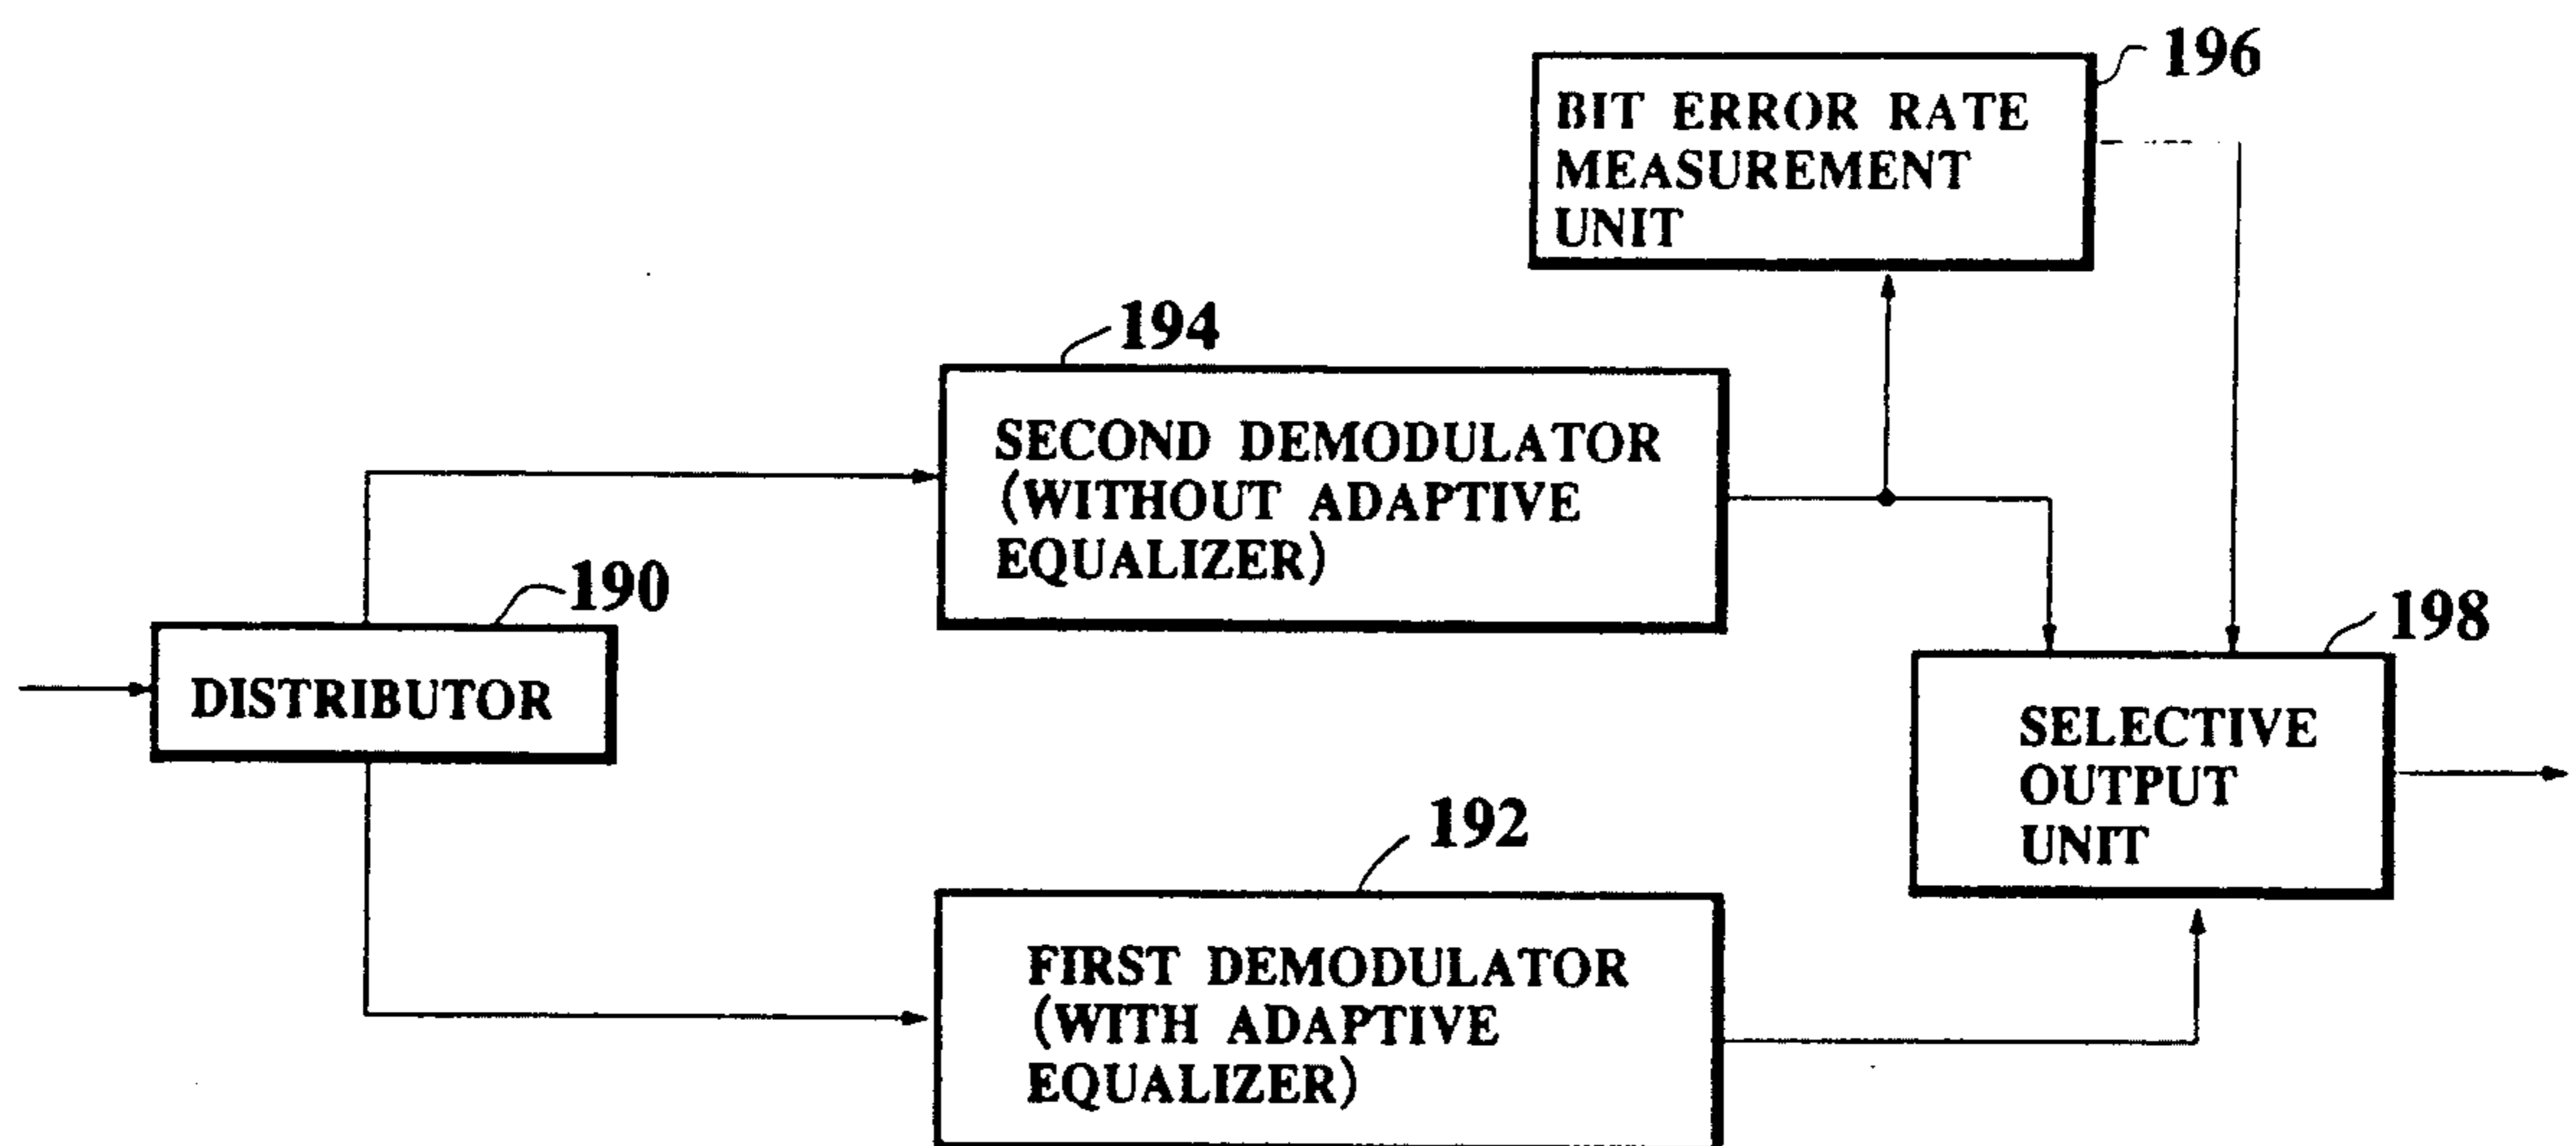 196
BIT ERROR RATE
MEASUREMENT
UNIT
194
SECOND DEMODULATOR
(WITHOUT ADAPTIVE
EQUALIZER)
190
DISTRIBUTOR
198
SELECTIVE
OUTPUT
UNIT
192
FIRST DEMODULATOR
(WITH ADAPTIVE
EQUALIZER)